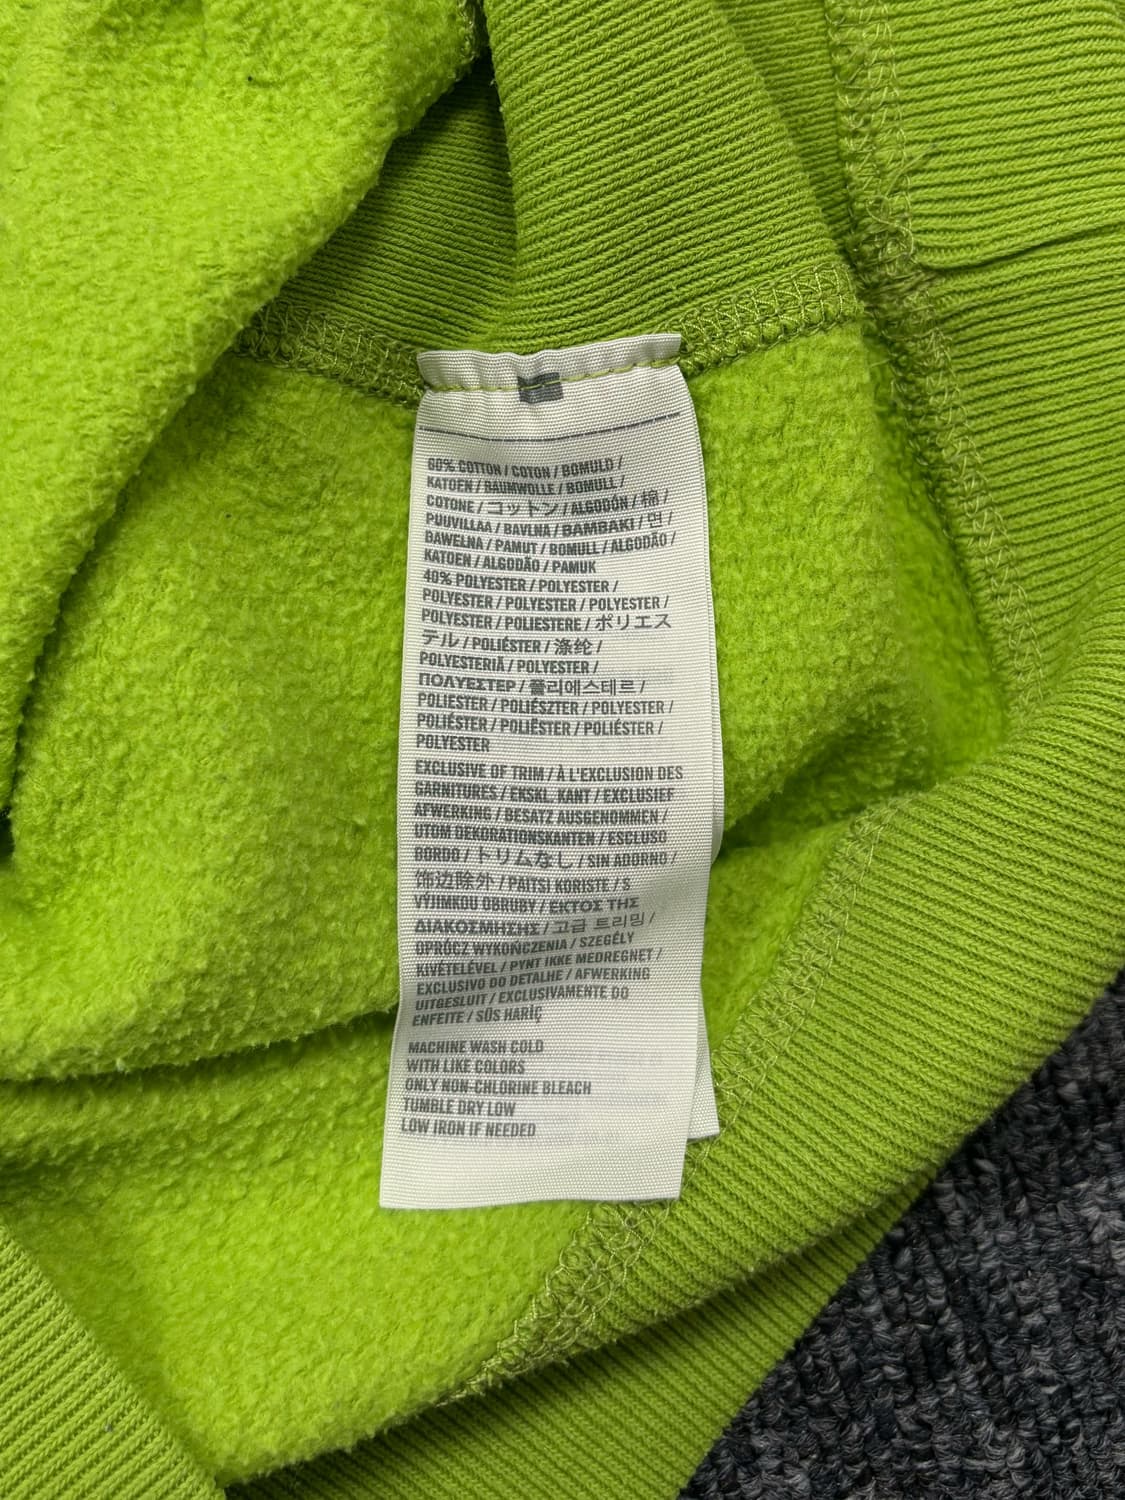 60% COTTON / COTON / BOMULD /
KATOEN / BAUMWOLLE / BOMULL /
COTONE / コットン / ALGODÓN / 棉 /
PUUVILLAA / BAVLNA / BAMBAKI / 면 /
BAWEŁNA / PAMUT / BOMULL / ALGODÃO /
KATOEN / ALGODÃO / PAMUK
40% POLYESTER / POLYESTER /
POLYESTER / POLYESTER / POLYESTER /
POLYESTER / POLIESTERE / ポリエス
テル / POLIÉSTER / 涤纶 /
POLYESTERIÄ / POLYESTER /
ΠΟΛΥΕΣΤΕΡ / 폴리에스테르 /
POLIESTER / POLIÉSZTER / POLYESTER /
POLIÉSTER / POLIËSTER / POLIÉSTER /
POLYESTER
EXCLUSIVE OF TRIM / À L'EXCLUSION DES
GARNITURES / EKSKL. KANT / EXCLUSIEF
AFWERKING / BESATZ AUSGENOMMEN /
UTOM DEKORATIONSKANTEN / ESCLUSO
BORDO / トリムなし / SIN ADORNO /
饰边除外 / PAITSI KORISTE / S
VÝJIMKOU OBRUBY / ΕΚΤΟΣ ΤΗΣ
ΔΙΑΚΟΣΜΗΣΗΣ / 고급 트리밍 /
OPRÓCZ WYKOŃCZENIA / SZEGÉLY
KIVÉTELÉVEL / PYNT IKKE MEDREGNET /
EXCLUSIVO DO DETALHE / AFWERKING
UITGESLUIT / EXCLUSIVAMENTE DO
ENFEITE / SÜS HARİÇ
MACHINE WASH COLD
WITH LIKE COLORS
ONLY NON-CHLORINE BLEACH
TUMBLE DRY LOW
LOW IRON IF NEEDED